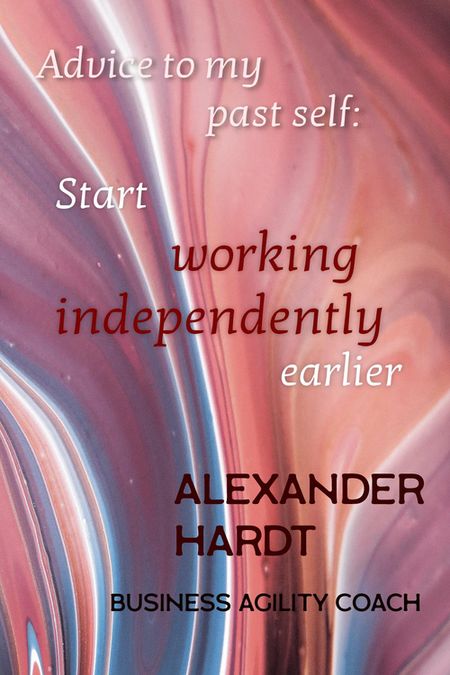 Advice to my
past self:
Start
working
independently
earlier
ALEXANDER
HARDT
BUSINESS AGILITY COACH